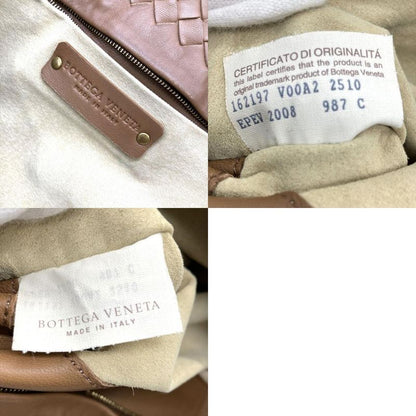 BOTTEGA VENETA
MADE IN ITALY
CERTIFICATO DI ORIGINALITÁ
this label certifies that the product is an
original trademark product of Bottega Veneta
162197 V00A2 2510
EPEV 2008 987 C
BOTTEGA VENETA
MADE IN ITALY